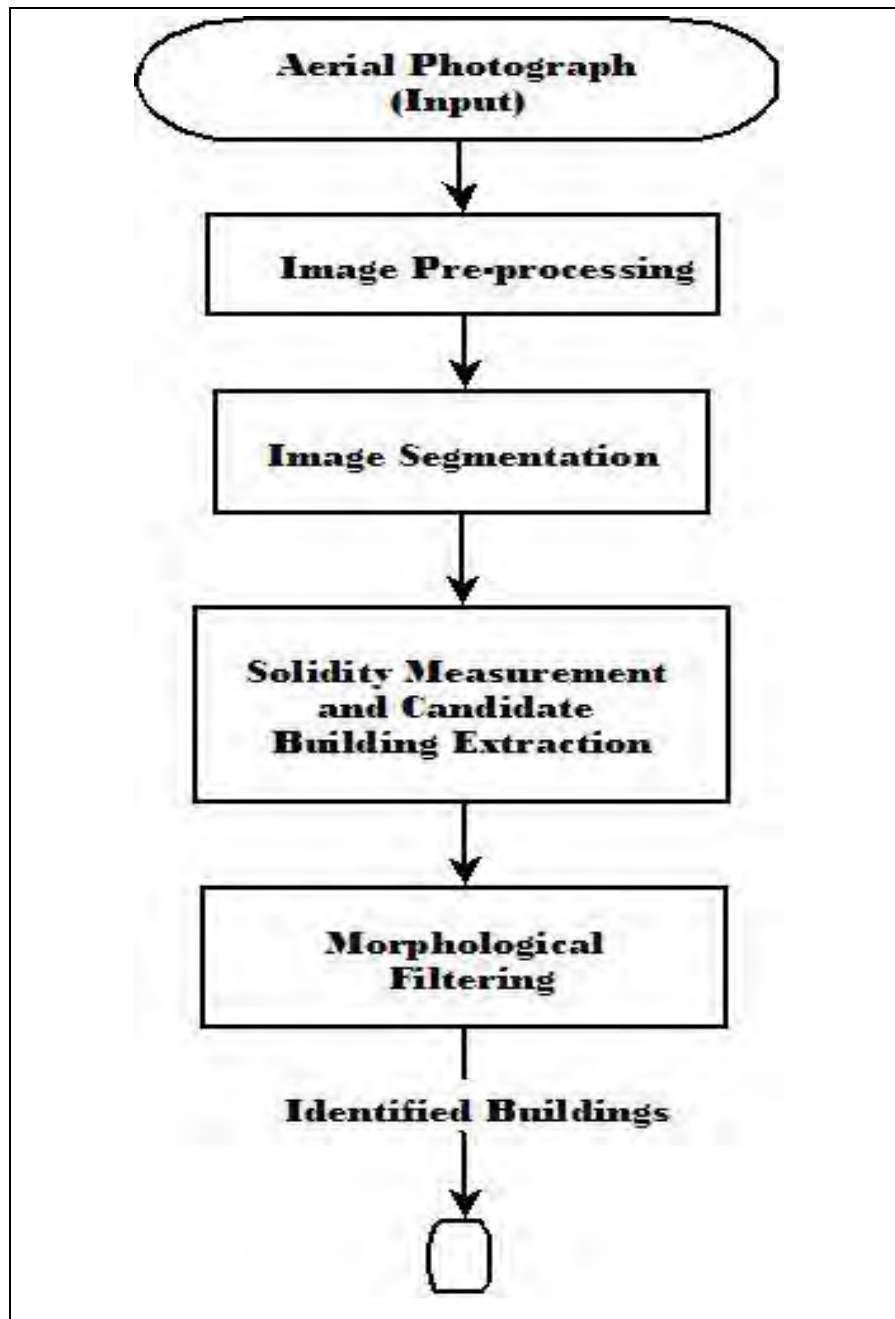 Aerial Photograph
(Input)
Image Pre-processing
Image Segmentation
Solidity Measurement
and Candidate
Building Extraction
Morphological
Filtering
Identified Buildings